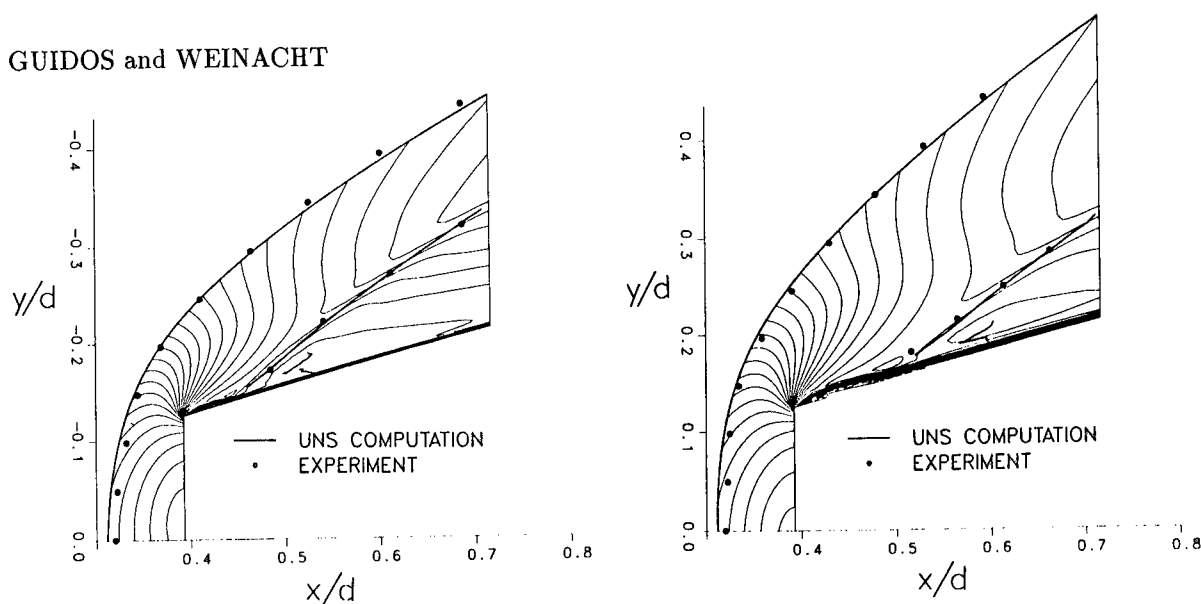 GUIDOS and WEINACHT
-0.4
-0.3
y/d
-0.2
-0.1
0.0
UNS COMPUTATION
EXPERIMENT
0.4
0.5
0.6
0.7
0.8
x/d
0.4
0.3
y/d
0.2
0.1
0.0
UNS COMPUTATION
EXPERIMENT
0.4
0.5
0.6
0.7
0.8
x/d